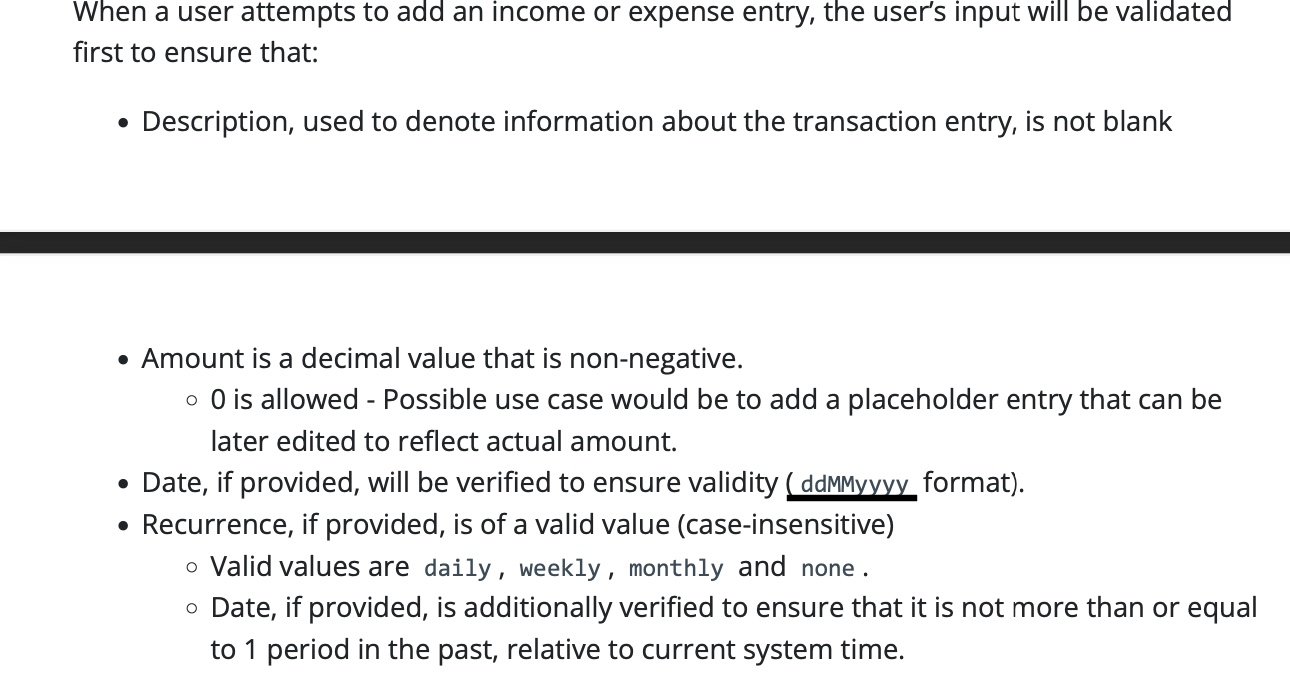 When a user attempts to add an income or expense entry, the user’s input will be validated
first to ensure that:
• Description, used to denote information about the transaction entry, is not blank
• Amount is a decimal value that is non-negative.
◦ 0 is allowed - Possible use case would be to add a placeholder entry that can be
later edited to reflect actual amount.
• Date, if provided, will be verified to ensure validity ( ddMMyyyy format).
• Recurrence, if provided, is of a valid value (case-insensitive)
◦ Valid values are daily , weekly , monthly and none .
◦ Date, if provided, is additionally verified to ensure that it is not more than or equal
to 1 period in the past, relative to current system time.